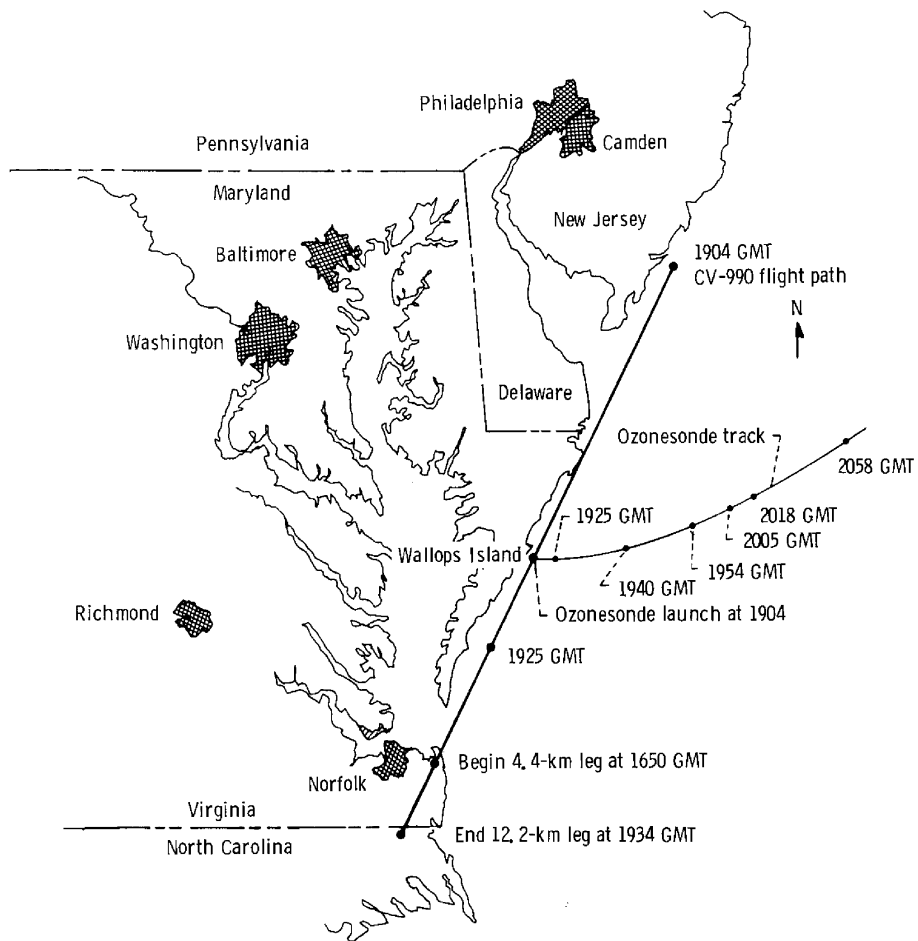 Philadelphia
Camden
Pennsylvania
Maryland
New Jersey
Baltimore
1904 GMT
CV-990 flight path
N
Washington
Delaware
Ozonesonde track
2058 GMT
1925 GMT
2018 GMT
2005 GMT
Wallops Island
1954 GMT
1940 GMT
Richmond
Ozonesonde launch at 1904
1925 GMT
Begin 4.4-km leg at 1650 GMT
Norfolk
Virginia
End 12.2-km leg at 1934 GMT
North Carolina